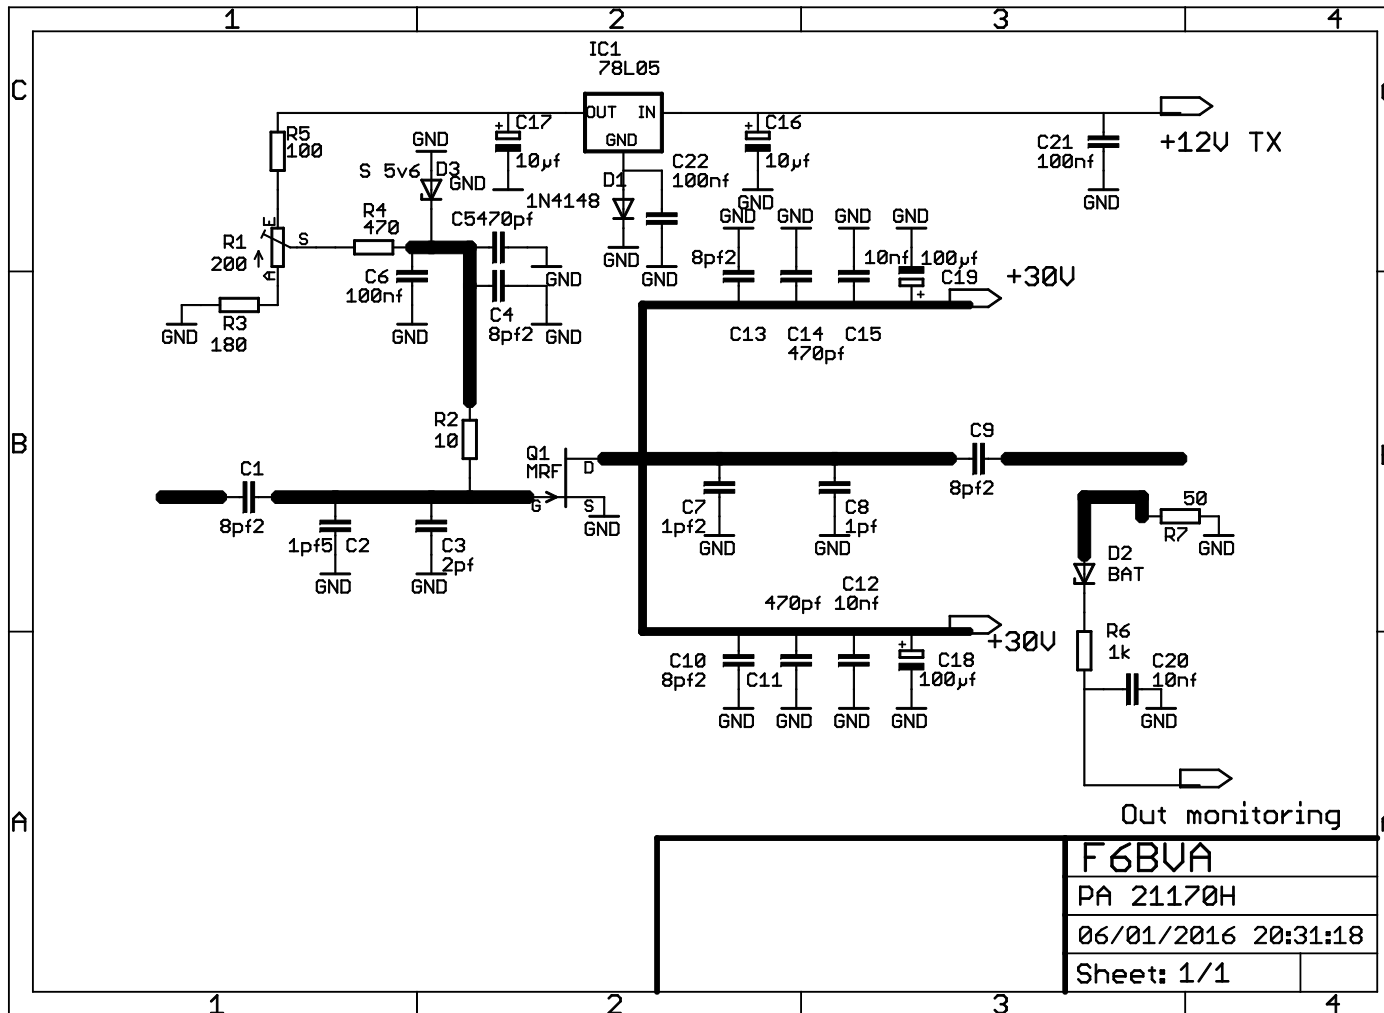 1 2 3 4
C
IC1
78L05
OUT IN
GND
R5
100
GND
C17
10µf
C16
10µf
C21
100nf
+12V TX
S 5v6
D3
GND
GND
C22
100nf
D1
1N4148
GND
GND
GND
GND
GND
GND
GND
GND
GND
R4
470
C5470pf
E
S
A
R1
200
8pf2
10nf
100µf
C19
+30V
C6
100nf
GND
C4
8pf2
GND
R3
180
GND
GND
C13 C14 C15
470pf
B
R2
10
Q1
MRF
D
G
S
GND
C9
8pf2
C1
8pf2
1pf5 C2
GND
C3
2pf
GND
C7
1pf2
GND
C8
1pf
GND
50
R7
GND
D2
BAT
C12
470pf 10nf
+30V
C10
8pf2
C11
C18
100µf
GND GND GND GND
R6
1k
C20
10nf
GND
A
Out monitoring
F6BVA
PA 21170H
06/01/2016 20:31:18
Sheet: 1/1
1 2 3 4